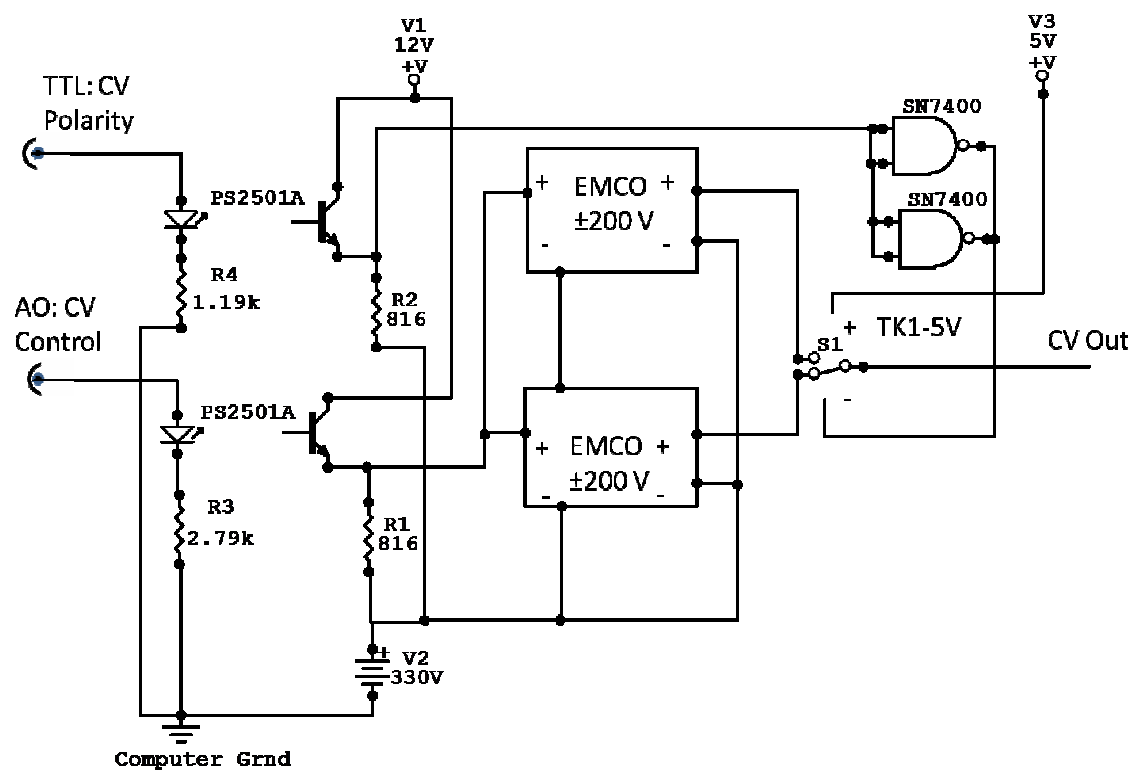 V1
12V
+V
V3
5V
+V
TTL: CV
Polarity
SN7400
PS2501A
EMCO
±200 V
+ +
- -
SN7400
R4
1.19k
R2
816
AO: CV
Control
+ TK1-5V
S1
CV Out
-
PS2501A
EMCO
±200 V
+ +
- -
R3
2.79k
R1
816
+
V2
330V
Computer Grnd